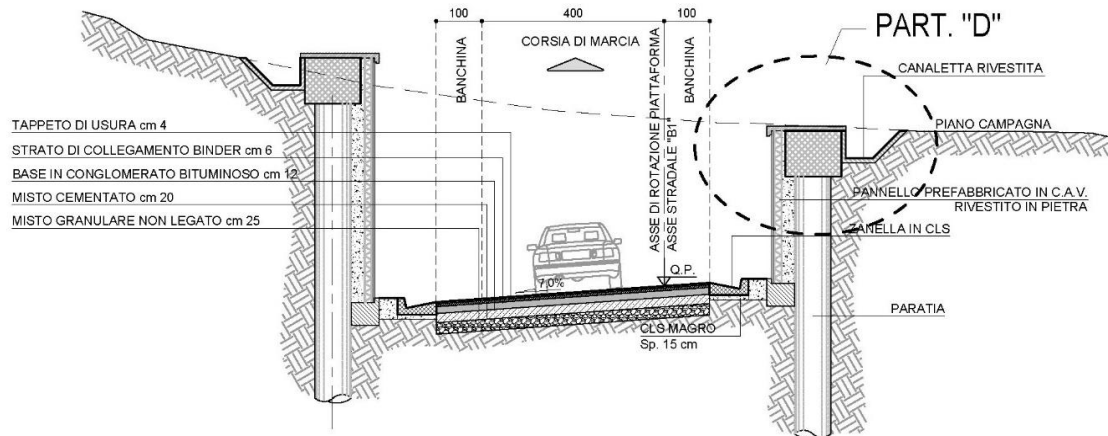 100
400
100
PART. "D"
CORSIA DI MARCIA
BANCHINA
ASSE DI ROTAZIONE PIATTAFORMA
ASSE STRADALE "B1"
BANCHINA
CANALETTA RIVESTITA
PIANO CAMPAGNA
TAPPETO DI USURA cm 4
STRATO DI COLLEGAMENTO BINDER cm 6
BASE IN CONGLOMERATO BITUMINOSO cm 12
MISTO CEMENTATO cm 20
MISTO GRANULARE NON LEGATO cm 25
PANNELLO PREFABBRICATO IN C.A.V.
RIVESTITO IN PIETRA
ZANELLA IN CLS
Q.P.
7,0%
PARATIA
CLS MAGRO
Sp. 15 cm